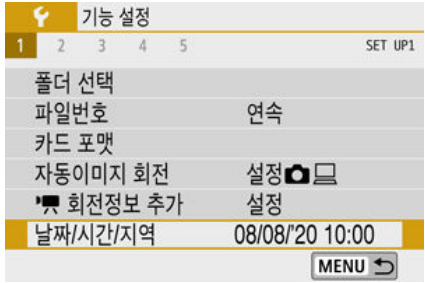 기능 설정
1 2 3 4 5 SET UP1
폴더 선택
파일번호 연속
카드 포맷
자동이미지 회전 설정
회전정보 추가 설정
날짜/시간/지역 08/08/'20 10:00
MENU